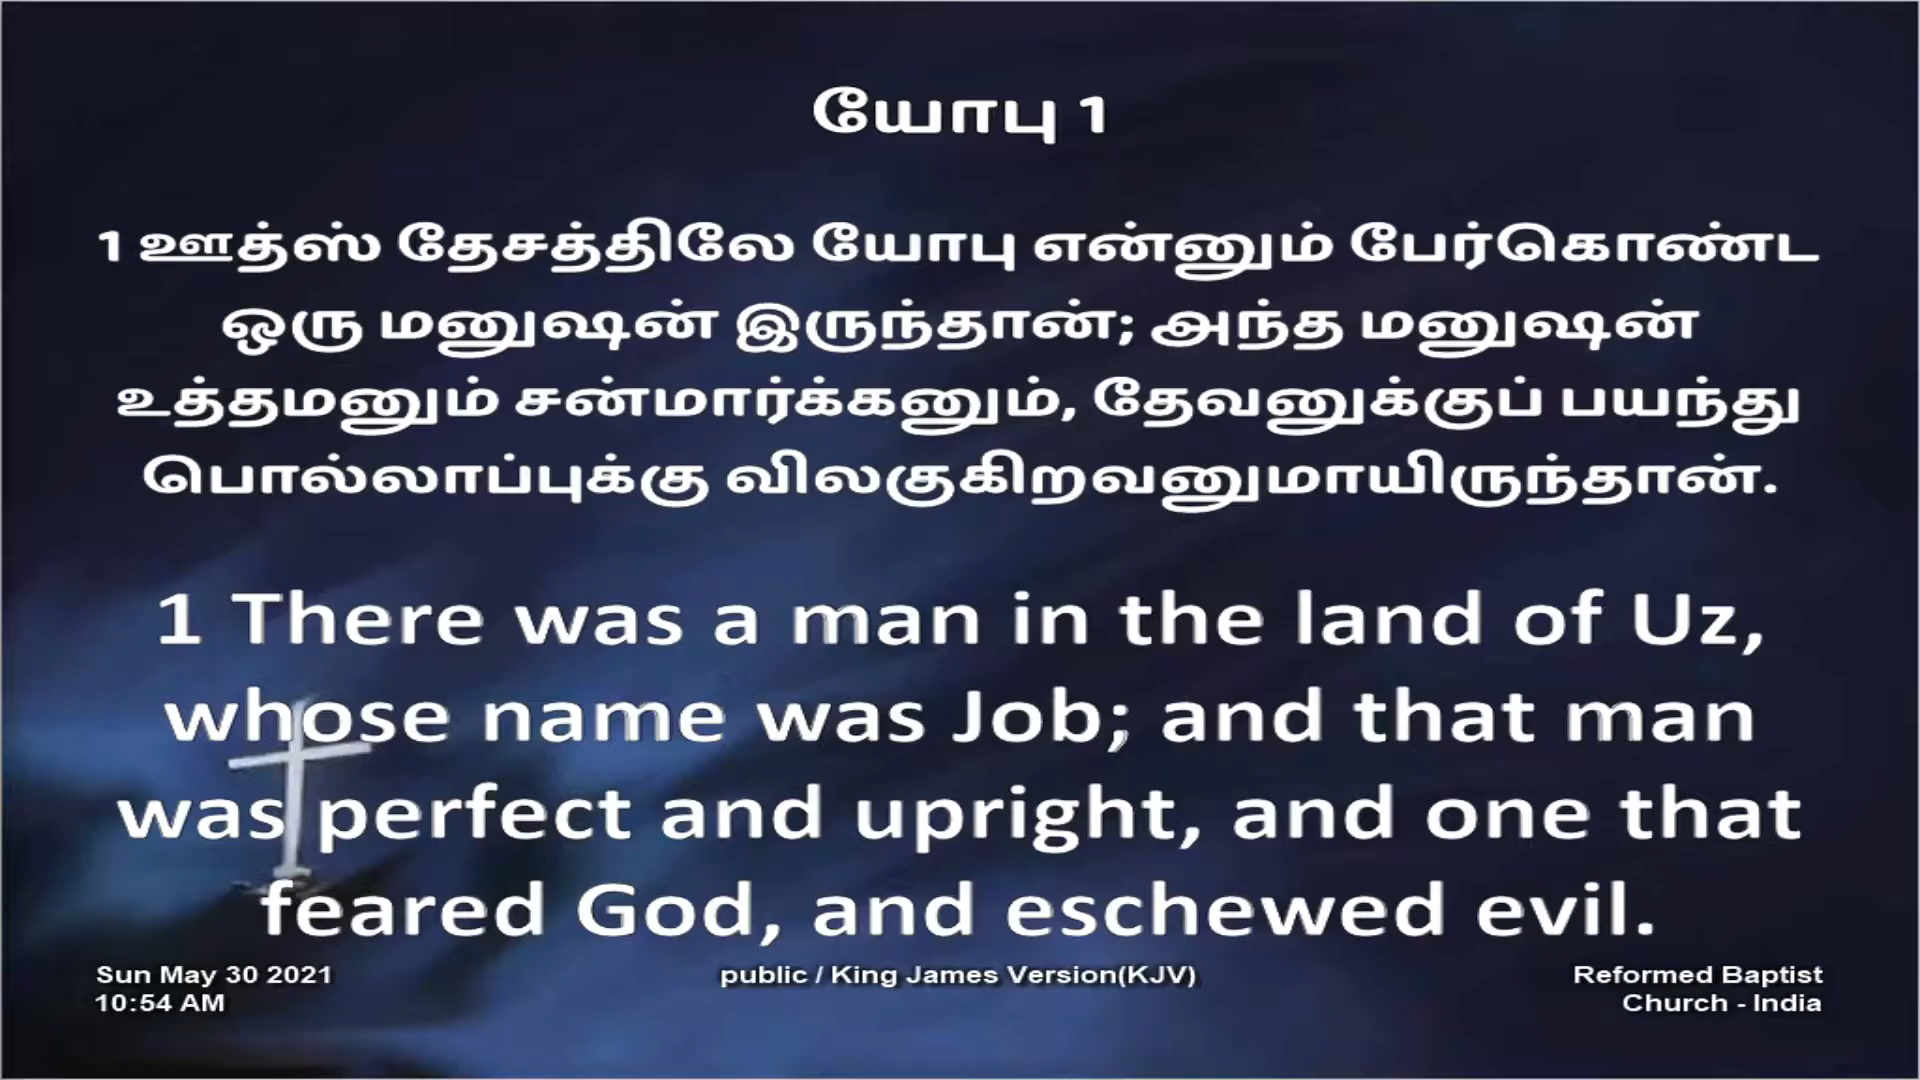 யோபு 1
1 ஊத்ஸ் தேசத்திலே யோபு என்னும் பேர்கொண்ட
ஒரு மனுஷன் இருந்தான்; அந்த மனுஷன்
உத்தமனும் சன்மார்க்கனும், தேவனுக்குப் பயந்து
பொல்லாப்புக்கு விலகுகிறவனுமாயிருந்தான்.
1 There was a man in the land of Uz,
whose name was Job; and that man
was perfect and upright, and one that
feared God, and eschewed evil.
Sun May 30 2021
10:54 AM
public / King James Version(KJV)
Reformed Baptist
Church - India